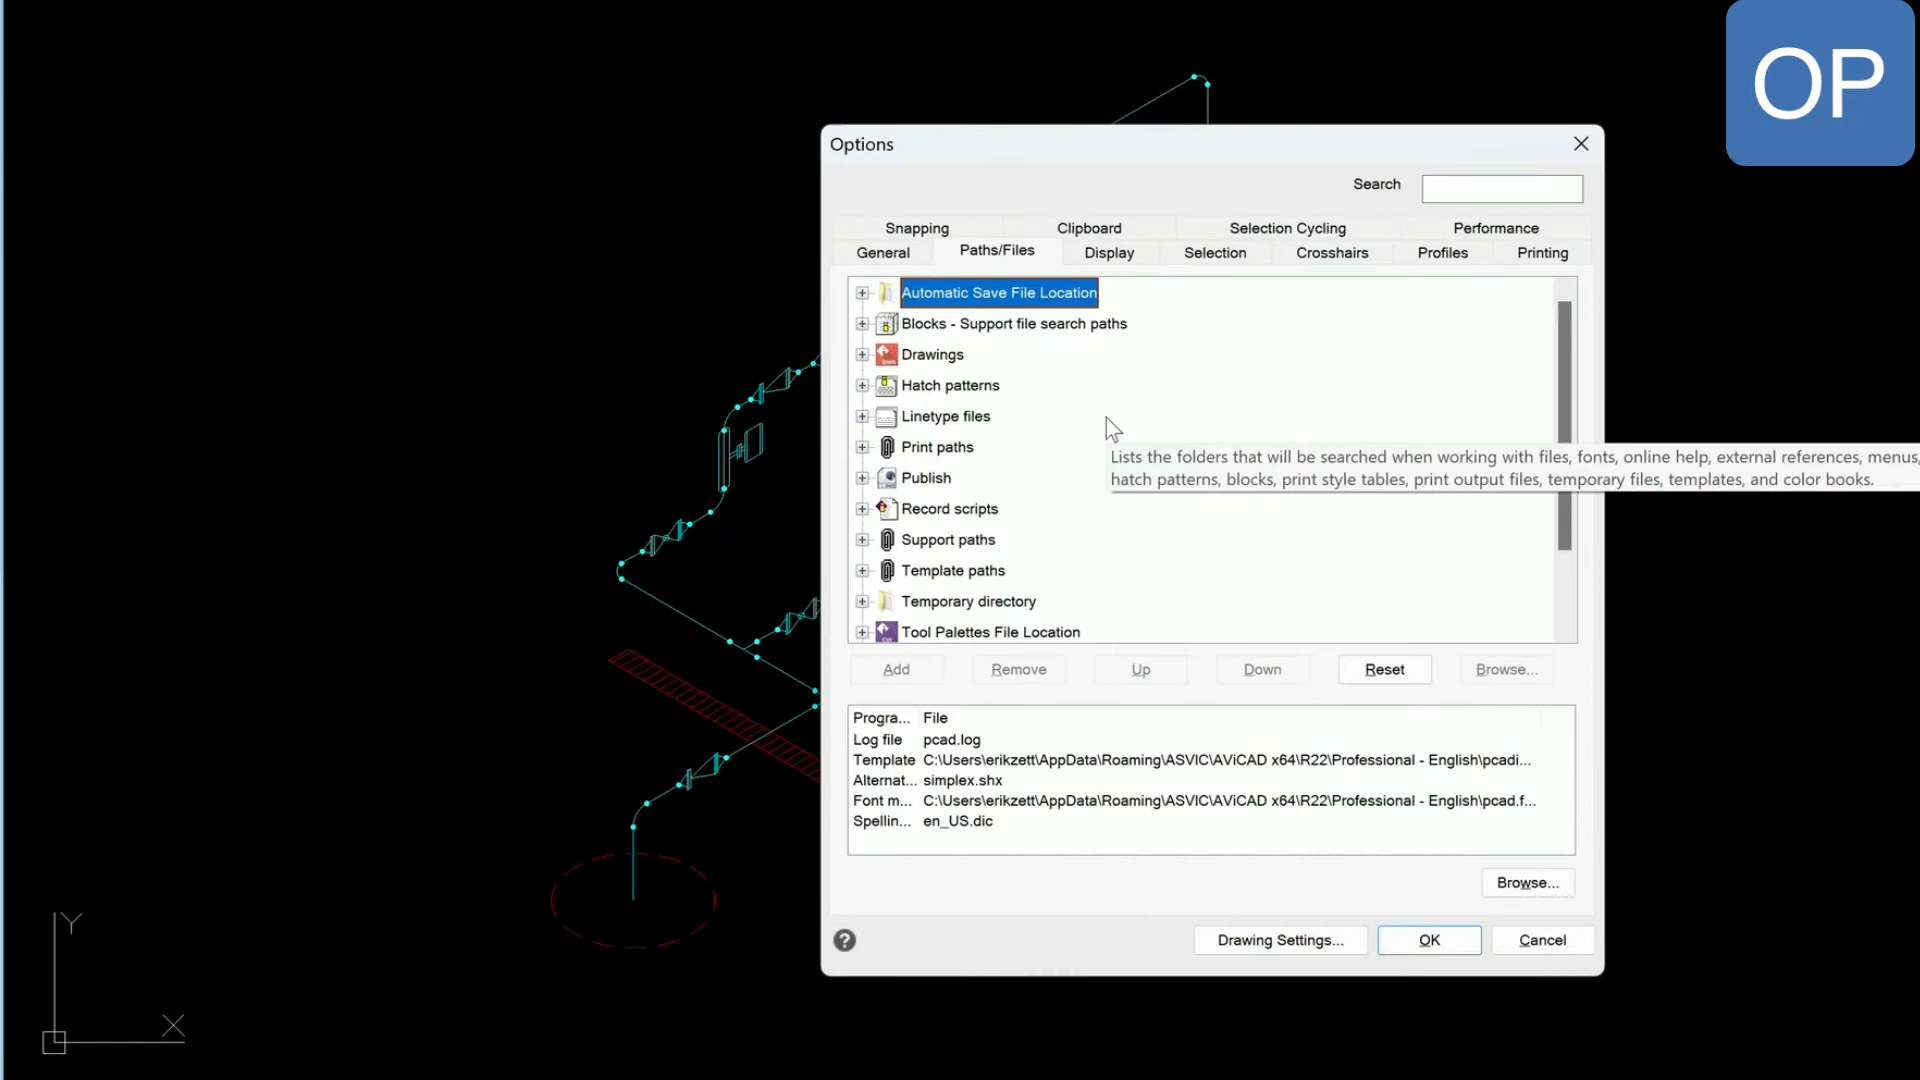 OP
Options
Search
Snapping Clipboard Selection Cycling Performance
General Paths/Files Display Selection Crosshairs Profiles Printing
Automatic Save File Location
Blocks - Support file search paths
Drawings
Hatch patterns
Linetype files
Print paths
Lists the folders that will be searched when working with files, fonts, online help, external references, menus,
hatch patterns, blocks, print style tables, print output files, temporary files, templates, and color books.
Publish
Record scripts
Support paths
Template paths
Temporary directory
Tool Palettes File Location
Add Remove Up Down Reset Browse...
Progra... File
Log file pcad.log
Template C:\Users\erikzett\AppData\Roaming\ASVIC\AViCAD x64\R22\Professional - English\pcadi...
Alternat... simplex.shx
Font m... C:\Users\erikzett\AppData\Roaming\ASVIC\AViCAD x64\R22\Professional - English\pcad.f...
Spellin... en_US.dic
Browse...
? Drawing Settings... OK Cancel
Y
X